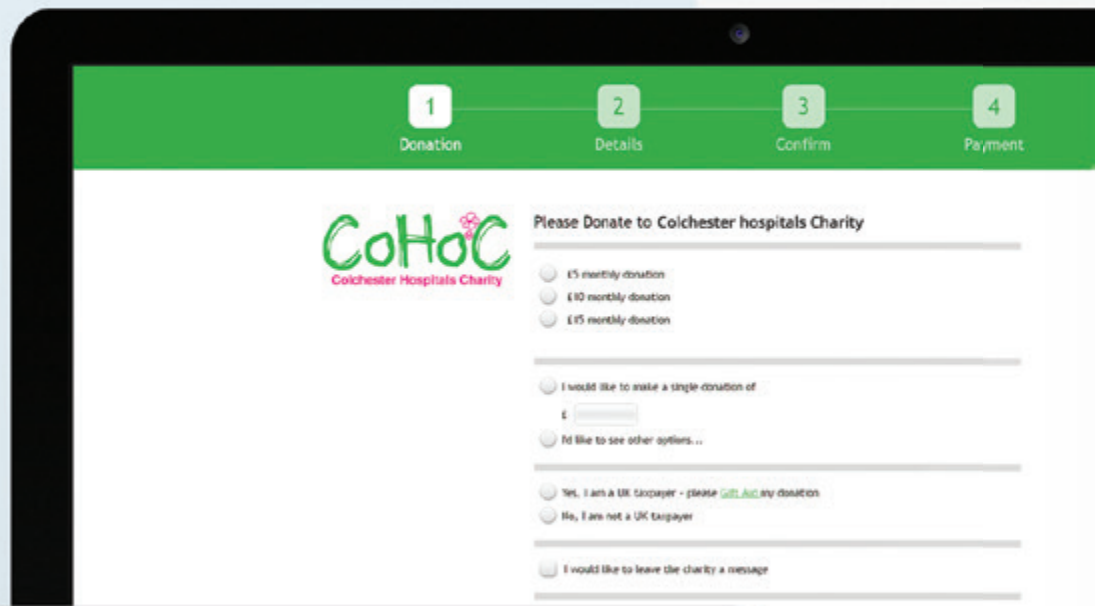 1
2
3
4
Donation
Details
Confirm
Payment
CoHoC
Colchester Hospitals Charity
Please Donate to Colchester hospitals Charity
£5 monthly donation
£10 monthly donation
£15 monthly donation
I would like to make a single donation of
£
I'd like to see other options...
Yes, I am a UK taxpayer - please Gift Aid my donation
No, I am not a UK taxpayer
I would like to leave the charity a message